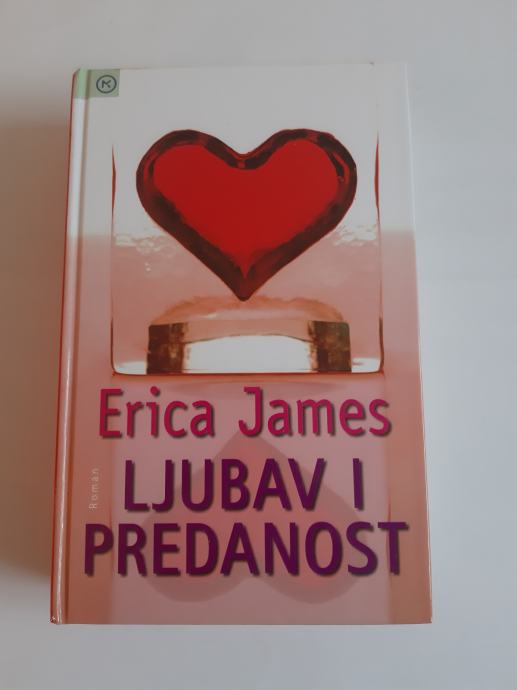 Erica James
LJUBAV I
PREDANOST
Roman